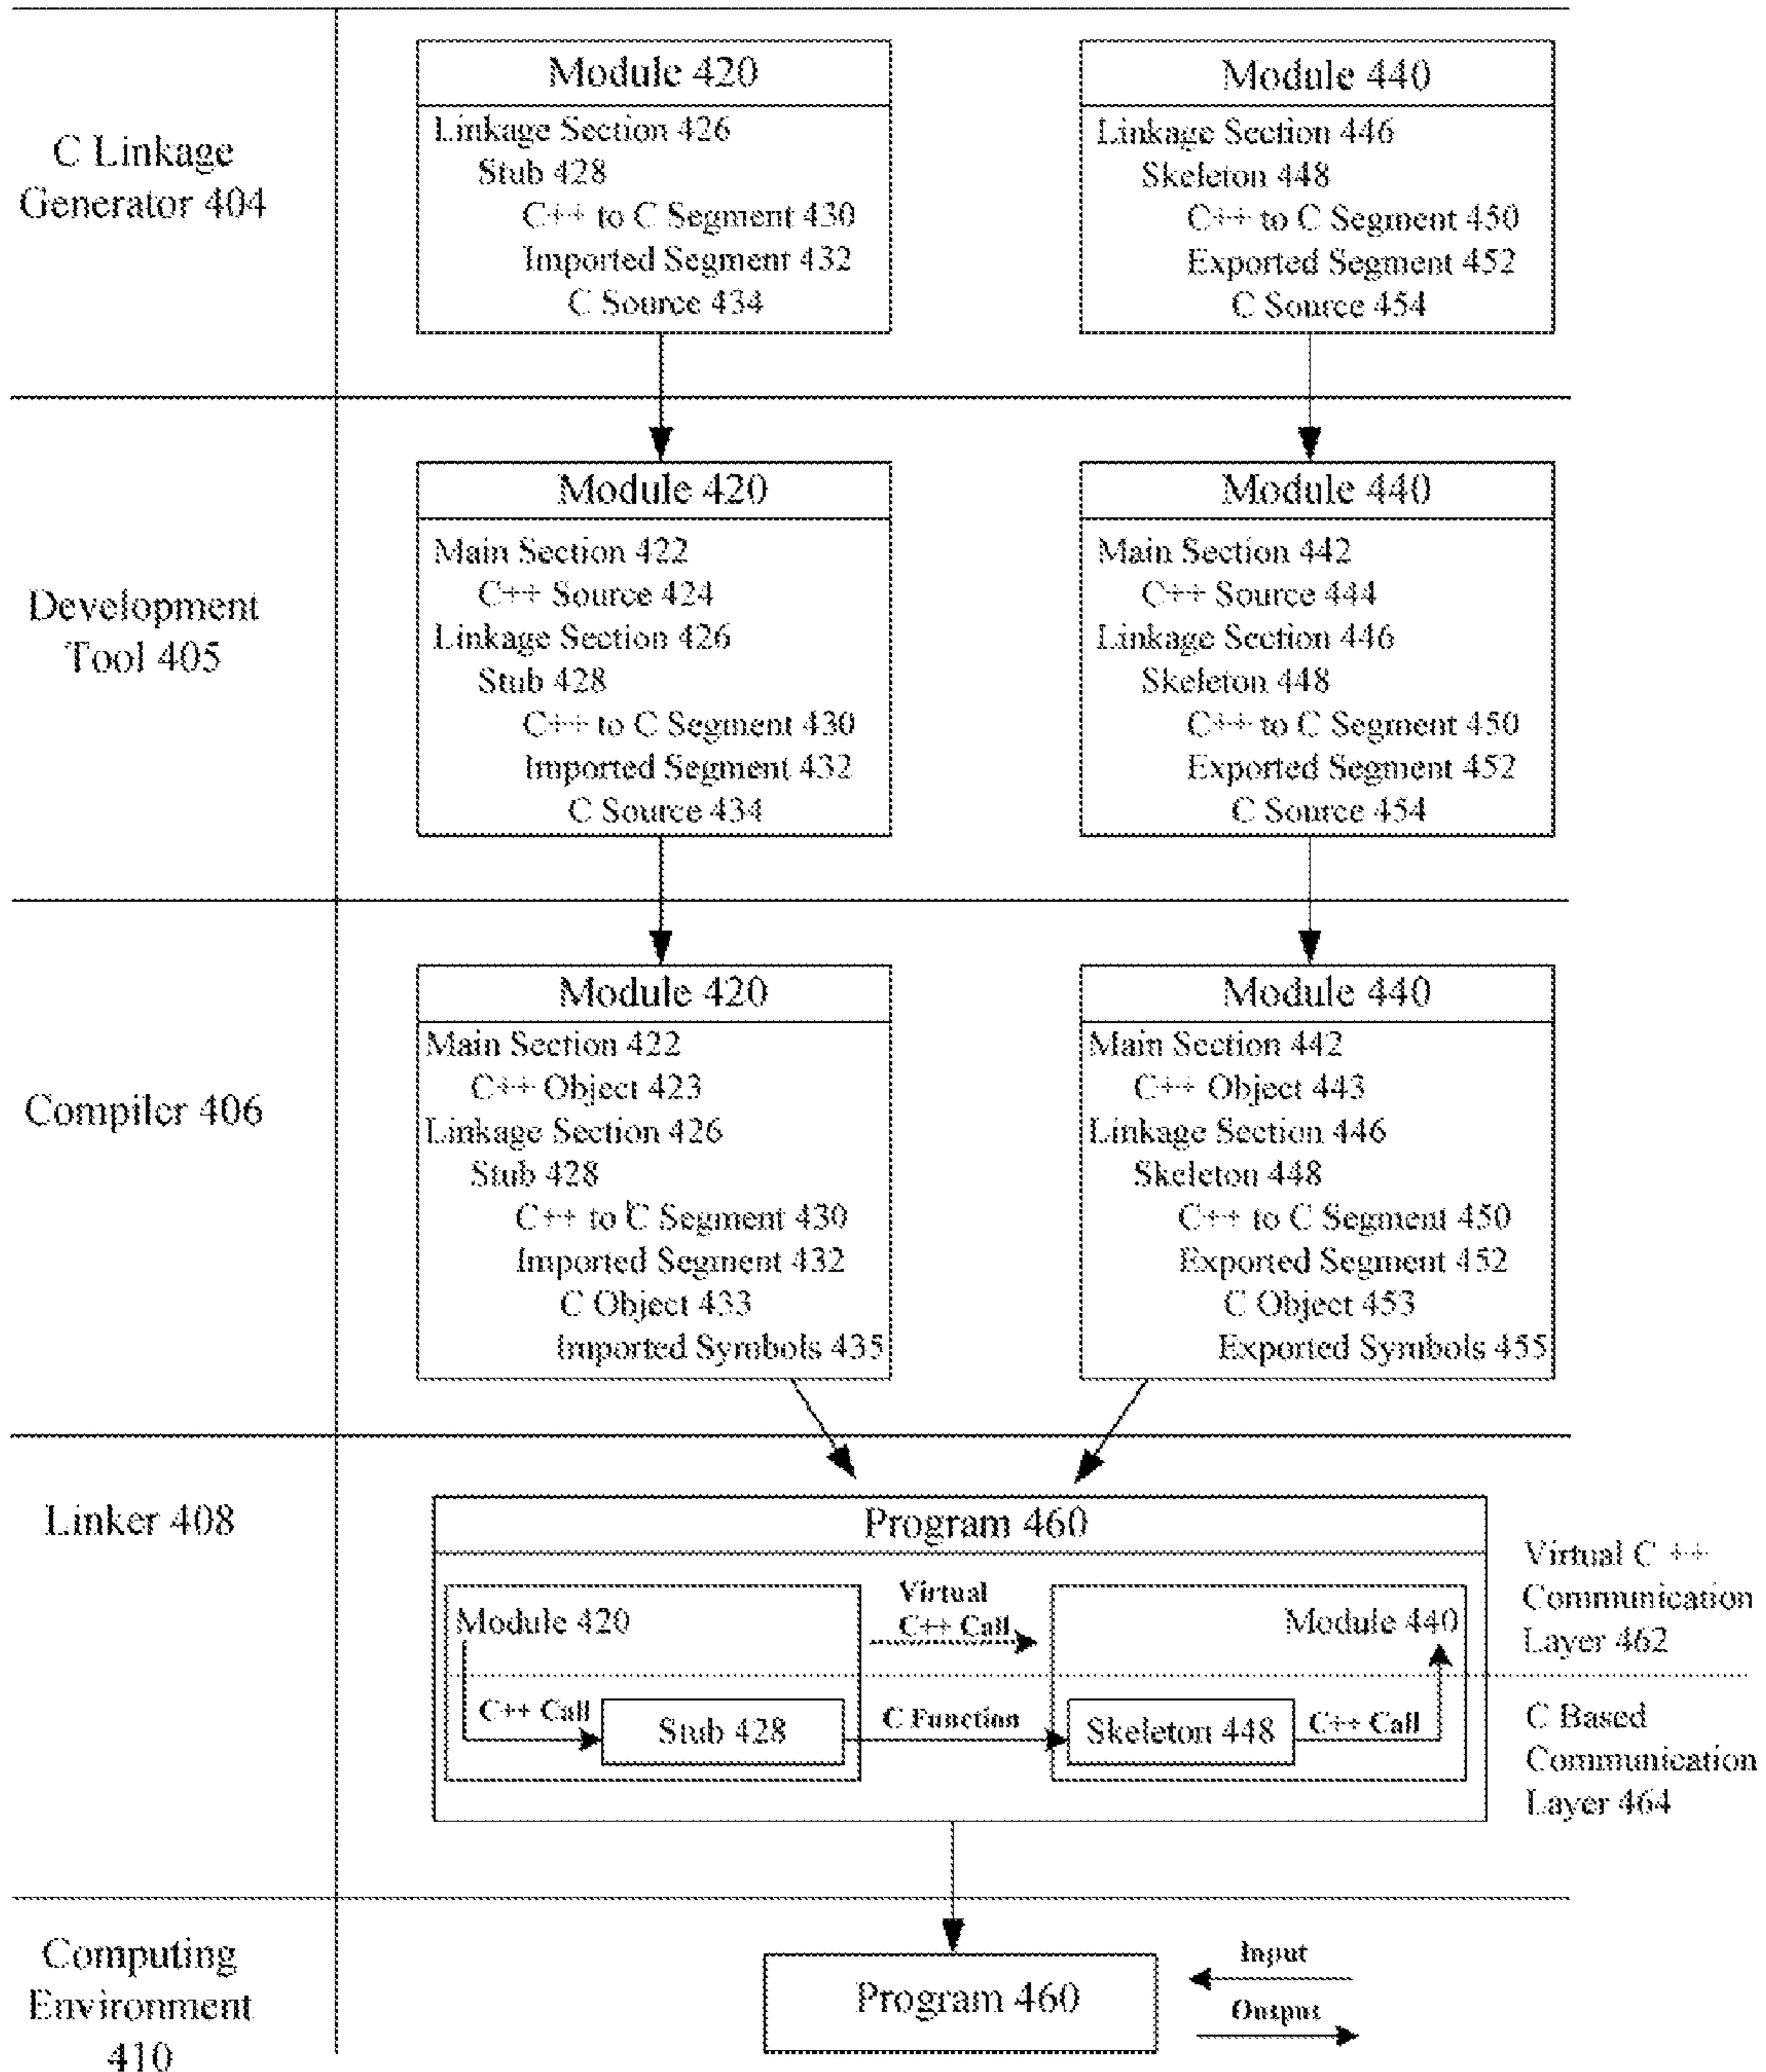 C Linkage
Generator 404
Module 420
Linkage Section 426
Stub 428
C++ to C Segment 430
Imported Segment 432
C Source 434
Module 440
Linkage Section 446
Skeleton 448
C++ to C Segment 450
Exported Segment 452
C Source 454
Development
Tool 405
Module 420
Main Section 422
C++ Source 424
Linkage Section 426
Stub 428
C++ to C Segment 430
Imported Segment 432
C Source 434
Module 440
Main Section 442
C++ Source 444
Linkage Section 446
Skeleton 448
C++ to C Segment 450
Exported Segment 452
C Source 454
Compiler 406
Module 420
Main Section 422
C++ Object 423
Linkage Section 426
Stub 428
C++ to C Segment 430
Imported Segment 432
C Object 433
Imported Symbols 435
Module 440
Main Section 442
C++ Object 443
Linkage Section 446
Skeleton 448
C++ to C Segment 450
Exported Segment 452
C Object 453
Exported Symbols 455
Linker 408
Program 460
Module 420
Virtual
C++ Call
Module 440
C++ Call
Stub 428
C Function
Skeleton 448
C++ Call
Virtual C ++
Communication
Layer 462
C Based
Communication
Layer 464
Computing
Environment
410
Program 460
Input
Output